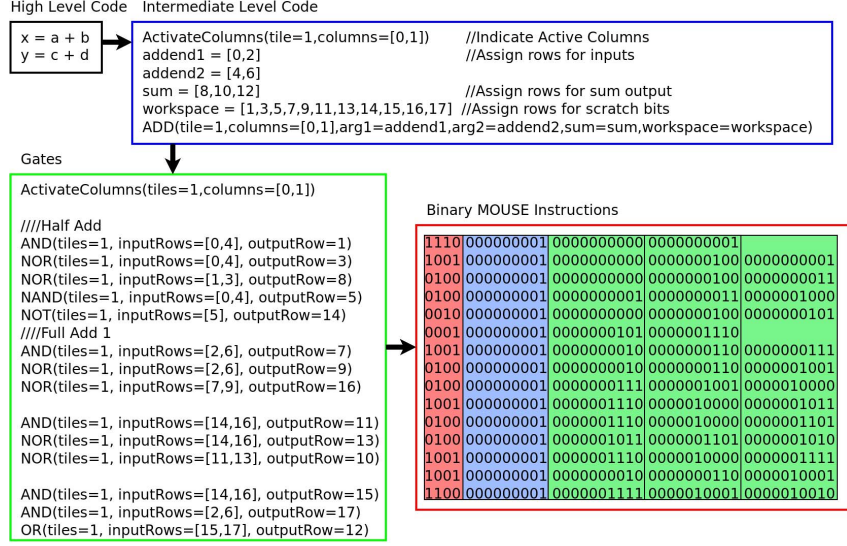 High Level Code
x = a + b
y = c + d
Intermediate Level Code
ActivateColumns(tile=1,columns=[0,1]) //Indicate Active Columns
addend1 = [0,2] //Assign rows for inputs
addend2 = [4,6]
sum = [8,10,12] //Assign rows for sum output
workspace = [1,3,5,7,9,11,13,14,15,16,17] //Assign rows for scratch bits
ADD(tile=1,columns=[0,1],arg1=addend1,arg2=addend2,sum=sum,workspace=workspace)
Gates
ActivateColumns(tiles=1,columns=[0,1])
////Half Add
AND(tiles=1, inputRows=[0,4], outputRow=1)
NOR(tiles=1, inputRows=[0,4], outputRow=3)
NOR(tiles=1, inputRows=[1,3], outputRow=8)
NAND(tiles=1, inputRows=[0,4], outputRow=5)
NOT(tiles=1, inputRows=[5], outputRow=14)
////Full Add 1
AND(tiles=1, inputRows=[2,6], outputRow=7)
NOR(tiles=1, inputRows=[2,6], outputRow=9)
NOR(tiles=1, inputRows=[7,9], outputRow=16)
AND(tiles=1, inputRows=[14,16], outputRow=11)
NOR(tiles=1, inputRows=[14,16], outputRow=13)
NOR(tiles=1, inputRows=[11,13], outputRow=10)
AND(tiles=1, inputRows=[14,16], outputRow=15)
AND(tiles=1, inputRows=[2,6], outputRow=17)
OR(tiles=1, inputRows=[15,17], outputRow=12)
Binary MOUSE Instructions
1110 000000001 0000000000 0000000001
1001 000000001 0000000000 0000000100 0000000001
0100 000000001 0000000000 0000000100 0000000011
0100 000000001 0000000001 0000000011 0000001000
0010 000000001 0000000000 0000000100 0000000101
0001 000000001 0000000101 0000001110
1001 000000001 0000000010 0000000110 0000000111
0100 000000001 0000000010 0000000110 0000001001
0100 000000001 0000000111 0000001001 0000010000
1001 000000001 0000001110 0000010000 0000001011
0100 000000001 0000001110 0000010000 0000001101
0100 000000001 0000001011 0000001101 0000001010
1001 000000001 0000001110 0000010000 0000001111
1001 000000001 0000000010 0000000110 0000010001
1100 000000001 0000001111 0000010001 0000010010